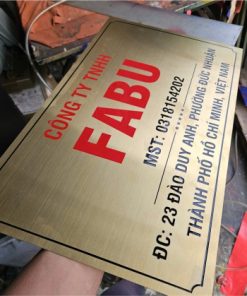 CÔNG TY TNHH
FABU
MST: 0318154202
*****
ĐC: 23 ĐÀO DUY ANH, PHƯỜNG ĐỨC NHUẬN
THÀNH PHỐ HỒ CHÍ MINH, VIỆT NAM